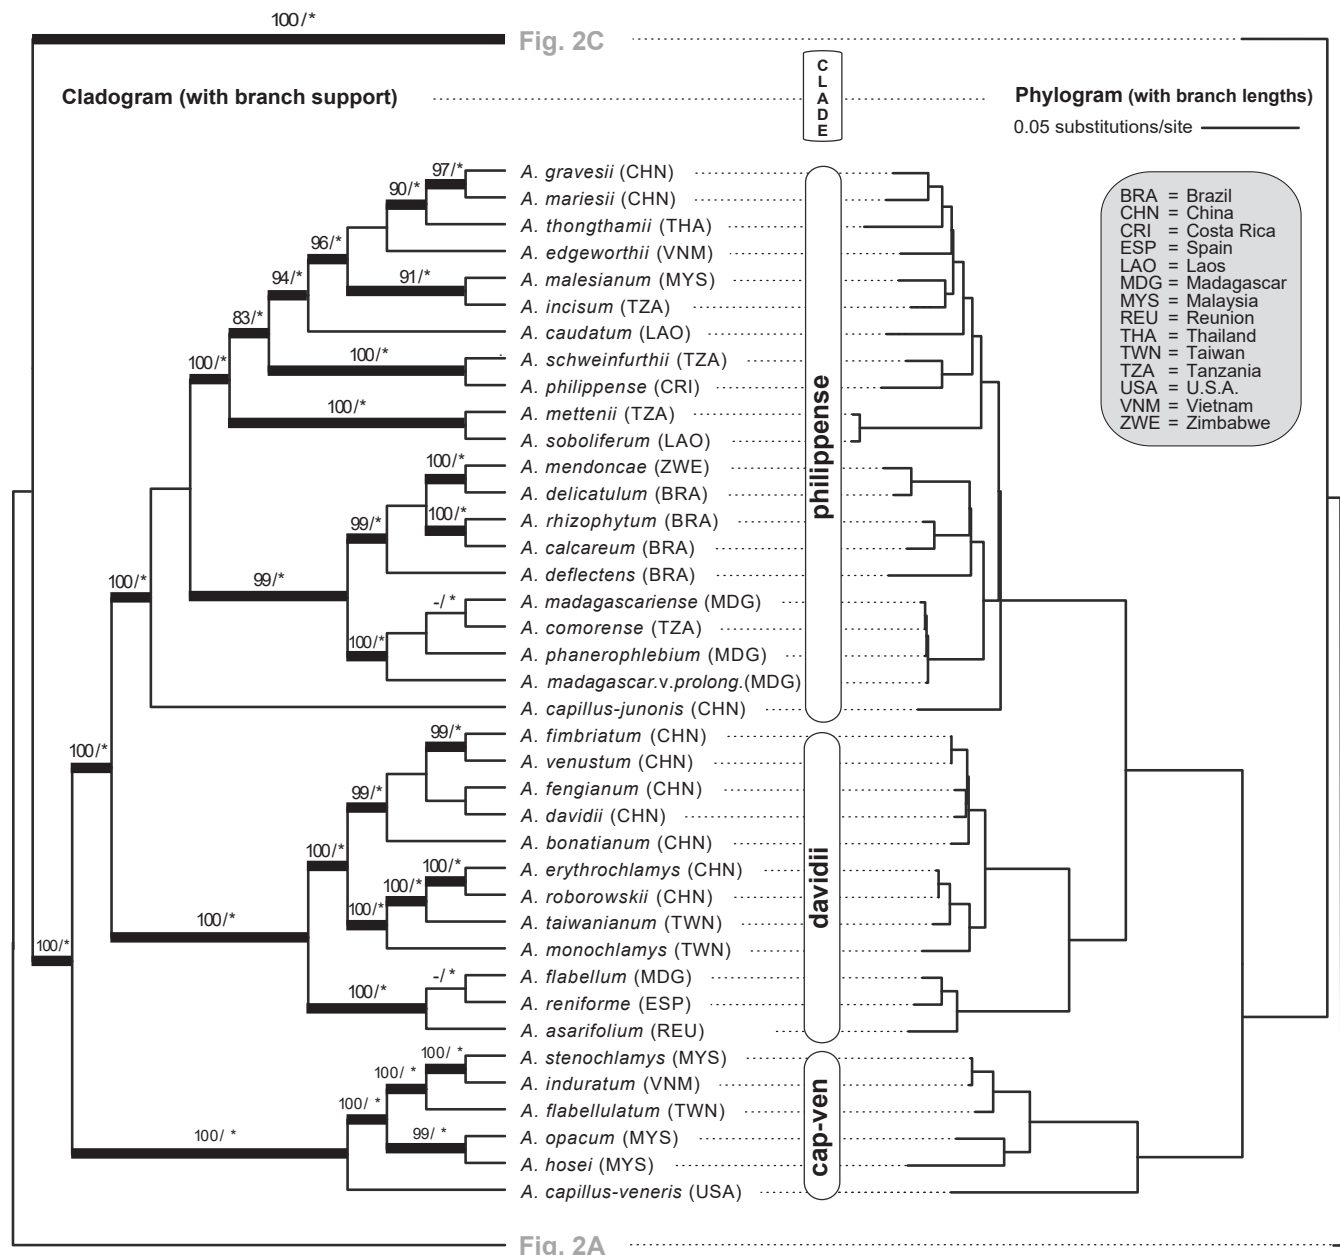 100/*
Fig. 2C
CLADE
Cladogram (with branch support)
Phylogram (with branch lengths)
0.05 substitutions/site
BRA = Brazil
CHN = China
CRI = Costa Rica
ESP = Spain
LAO = Laos
MDG = Madagascar
MYS = Malaysia
REU = Reunion
THA = Thailand
TWN = Taiwan
TZA = Tanzania
USA = U.S.A.
VNM = Vietnam
ZWE = Zimbabwe
97/*
A. gravesii (CHN)
90/*
A. mariesii (CHN)
A. thongthamii (THA)
96/*
A. edgeworthii (VNM)
94/*
91/*
A. malesianum (MYS)
A. incisum (TZA)
83/*
A. caudatum (LAO)
100/*
100/*
A. schweinfurthii (TZA)
A. philippense (CRI)
100/*
A. mettenii (TZA)
A. soboliferum (LAO)
philippense
100/*
A. mendoncae (ZWE)
A. delicatulum (BRA)
99/*
100/*
A. rhizophytum (BRA)
A. calcareum (BRA)
100/*
99/*
A. deflectens (BRA)
-/ *
A. madagascariense (MDG)
A. comorense (TZA)
100/*
A. phanerophlebium (MDG)
A. madagascar.v.prolong.(MDG)
A. capillus-junonis (CHN)
100/*
99/*
A. fimbriatum (CHN)
A. venustum (CHN)
99/*
A. fengianum (CHN)
A. davidii (CHN)
A. bonatianum (CHN)
100/*
100/*
A. erythrochlamys (CHN)
100/*
A. roborowskii (CHN)
100/*
100/*
A. taiwanianum (TWN)
davidii
100/*
A. monochlamys (TWN)
-/ *
A. flabellum (MDG)
100/*
A. reniforme (ESP)
A. asarifolium (REU)
100/ *
A. stenochlamys (MYS)
100/ *
A. induratum (VNM)
100/ *
A. flabellulatum (TWN)
100/ *
99/ *
A. opacum (MYS)
A. hosei (MYS)
cap-ven
A. capillus-veneris (USA)
Fig. 2A